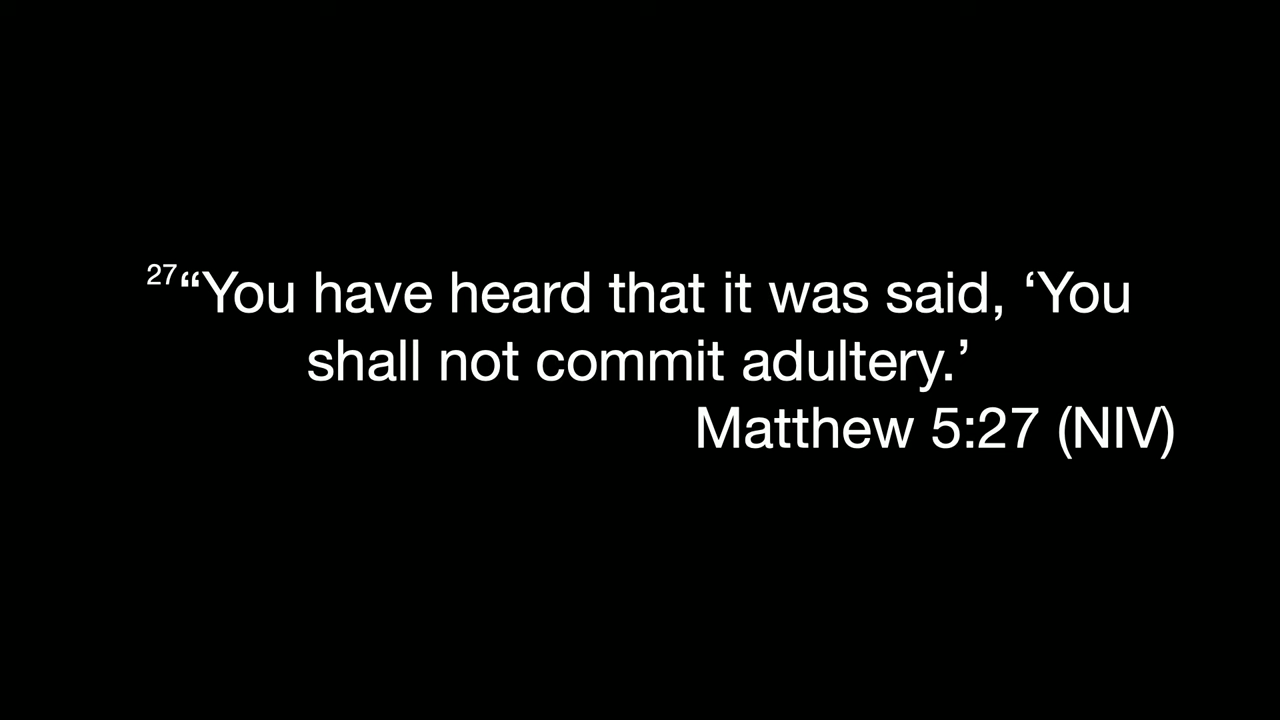 27“You have heard that it was said, ‘You
shall not commit adultery.’
Matthew 5:27 (NIV)